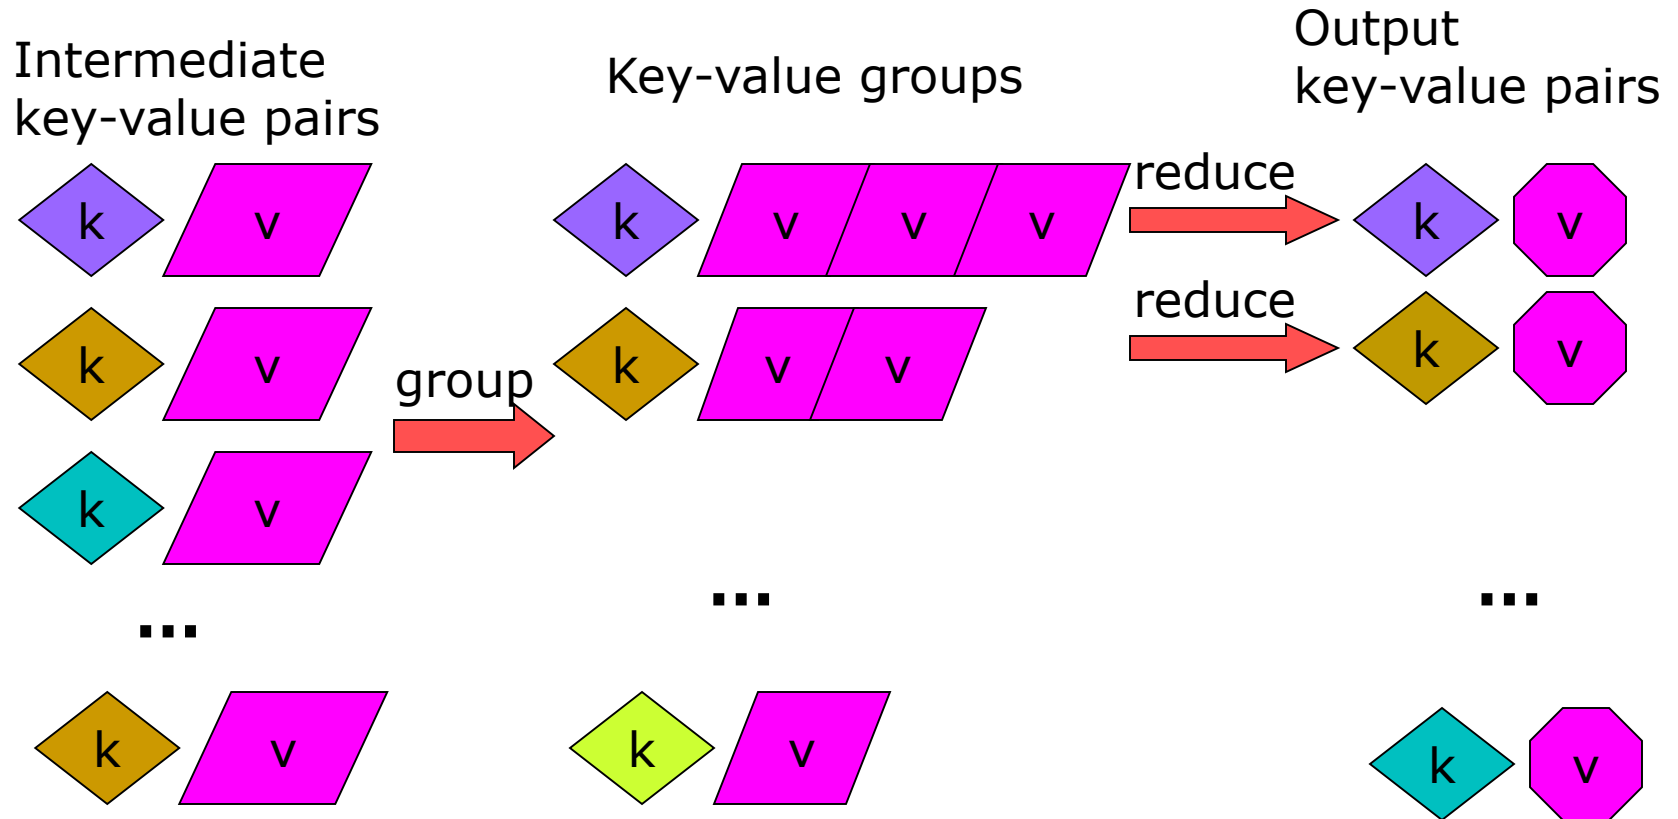 Intermediate
key-value pairs
Key-value groups
Output
key-value pairs
k v
k v v v
reduce
k v
k v
group
k v v
reduce
k v
k v
...
...
...
k v
k v
k v